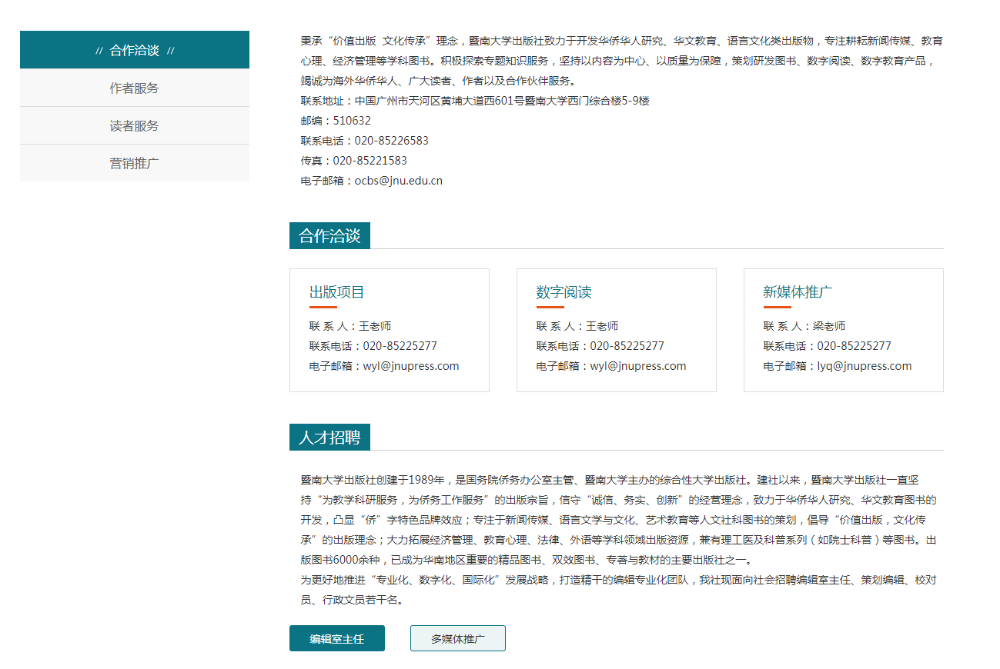 // 合作洽谈 //
作者服务
读者服务
营销推广
秉承“价值出版  文化传承”理念，暨南大学出版社致力于开发华侨华人研究、华文教育、语言文化类出版物，专注耕耘新闻传媒、教育
心理、经济管理等学科图书。积极探索专题知识服务，坚持以内容为中心、以质量为保障，策划研发图书、数字阅读、数字教育产品，
竭诚为海外华侨华人、广大读者、作者以及合作伙伴服务。
联系地址：中国广州市天河区黄埔大道西601号暨南大学西门综合楼5-9楼
邮编：510632
联系电话：020-85226583
传真：020-85221583
电子邮箱：ocbs@jnu.edu.cn
合作洽谈
出版项目
联 系 人：王老师
联系电话：020-85225277
电子邮箱：wyl@jnupress.com
数字阅读
联 系 人：王老师
联系电话：020-85225277
电子邮箱：wyl@jnupress.com
新媒体推广
联 系 人：梁老师
联系电话：020-85225277
电子邮箱：lyq@jnupress.com
人才招聘
暨南大学出版社创建于1989年，是国务院侨务办公室主管、暨南大学主办的综合性大学出版社。建社以来，暨南大学出版社一直坚
持“为教学科研服务，为侨务工作服务”的出版宗旨，信守“诚信、务实、创新”的经营理念，致力于华侨华人研究、华文教育图书的
开发，凸显“侨”字特色品牌效应；专注于新闻传媒、语言文学与文化、艺术教育等人文社科图书的策划，倡导“价值出版，文化传
承”的出版理念；大力拓展经济管理、教育心理、法律、外语等学科领域出版资源，兼有理工医及科普系列（如院士科普）等图书。出
版图书6000余种，已成为华南地区重要的精品图书、双效图书、专著与教材的主要出版社之一。
为更好地推进“专业化、数字化、国际化”发展战略，打造精干的编辑专业化团队，我社现面向社会招聘编辑室主任、策划编辑、校对
员、行政文员若干名。
编辑室主任
多媒体推广